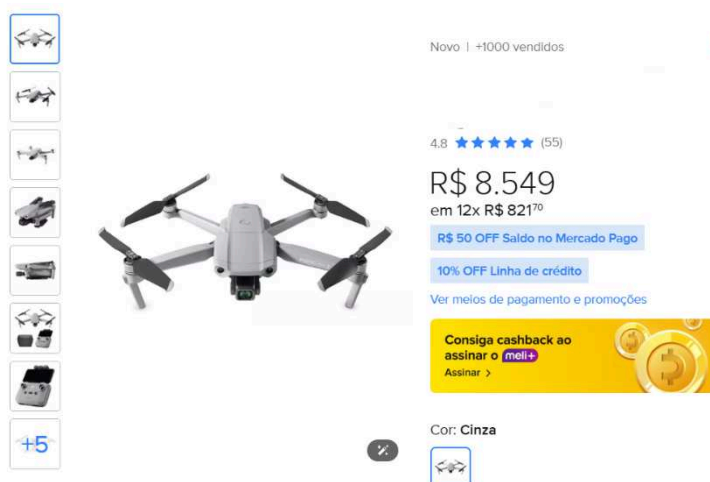 Novo | +1000 vendidos
4.8 (55)
R$ 8.549
em 12x R$ 821⁷⁰
R$ 50 OFF Saldo no Mercado Pago
10% OFF Linha de crédito
Ver meios de pagamento e promoções
Consiga cashback ao
assinar o meli+
Assinar >
Cor: Cinza
+5